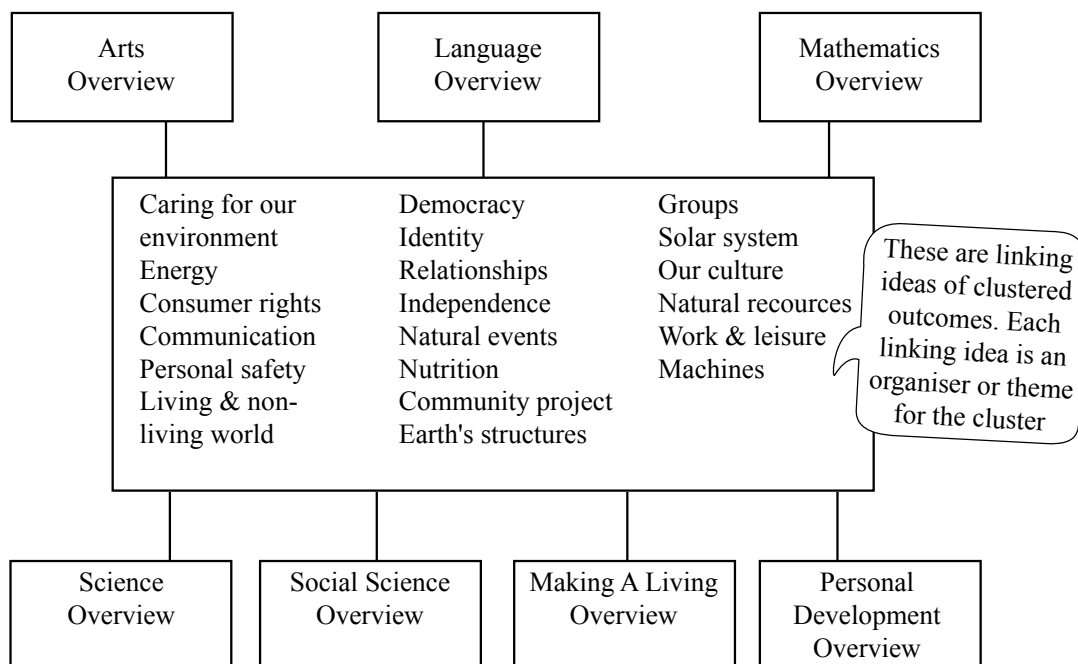 Arts
Overview
Language
Overview
Mathematics
Overview
Caring for our
environment
Energy
Consumer rights
Communication
Personal safety
Living & non-
living world
Democracy
Identity
Relationships
Independence
Natural events
Nutrition
Community project
Earth's structures
Groups
Solar system
Our culture
Natural recources
Work & leisure
Machines
These are linking
ideas of clustered
outcomes. Each
linking idea is an
organiser or theme
for the cluster
Science
Overview
Social Science
Overview
Making A Living
Overview
Personal
Development
Overview